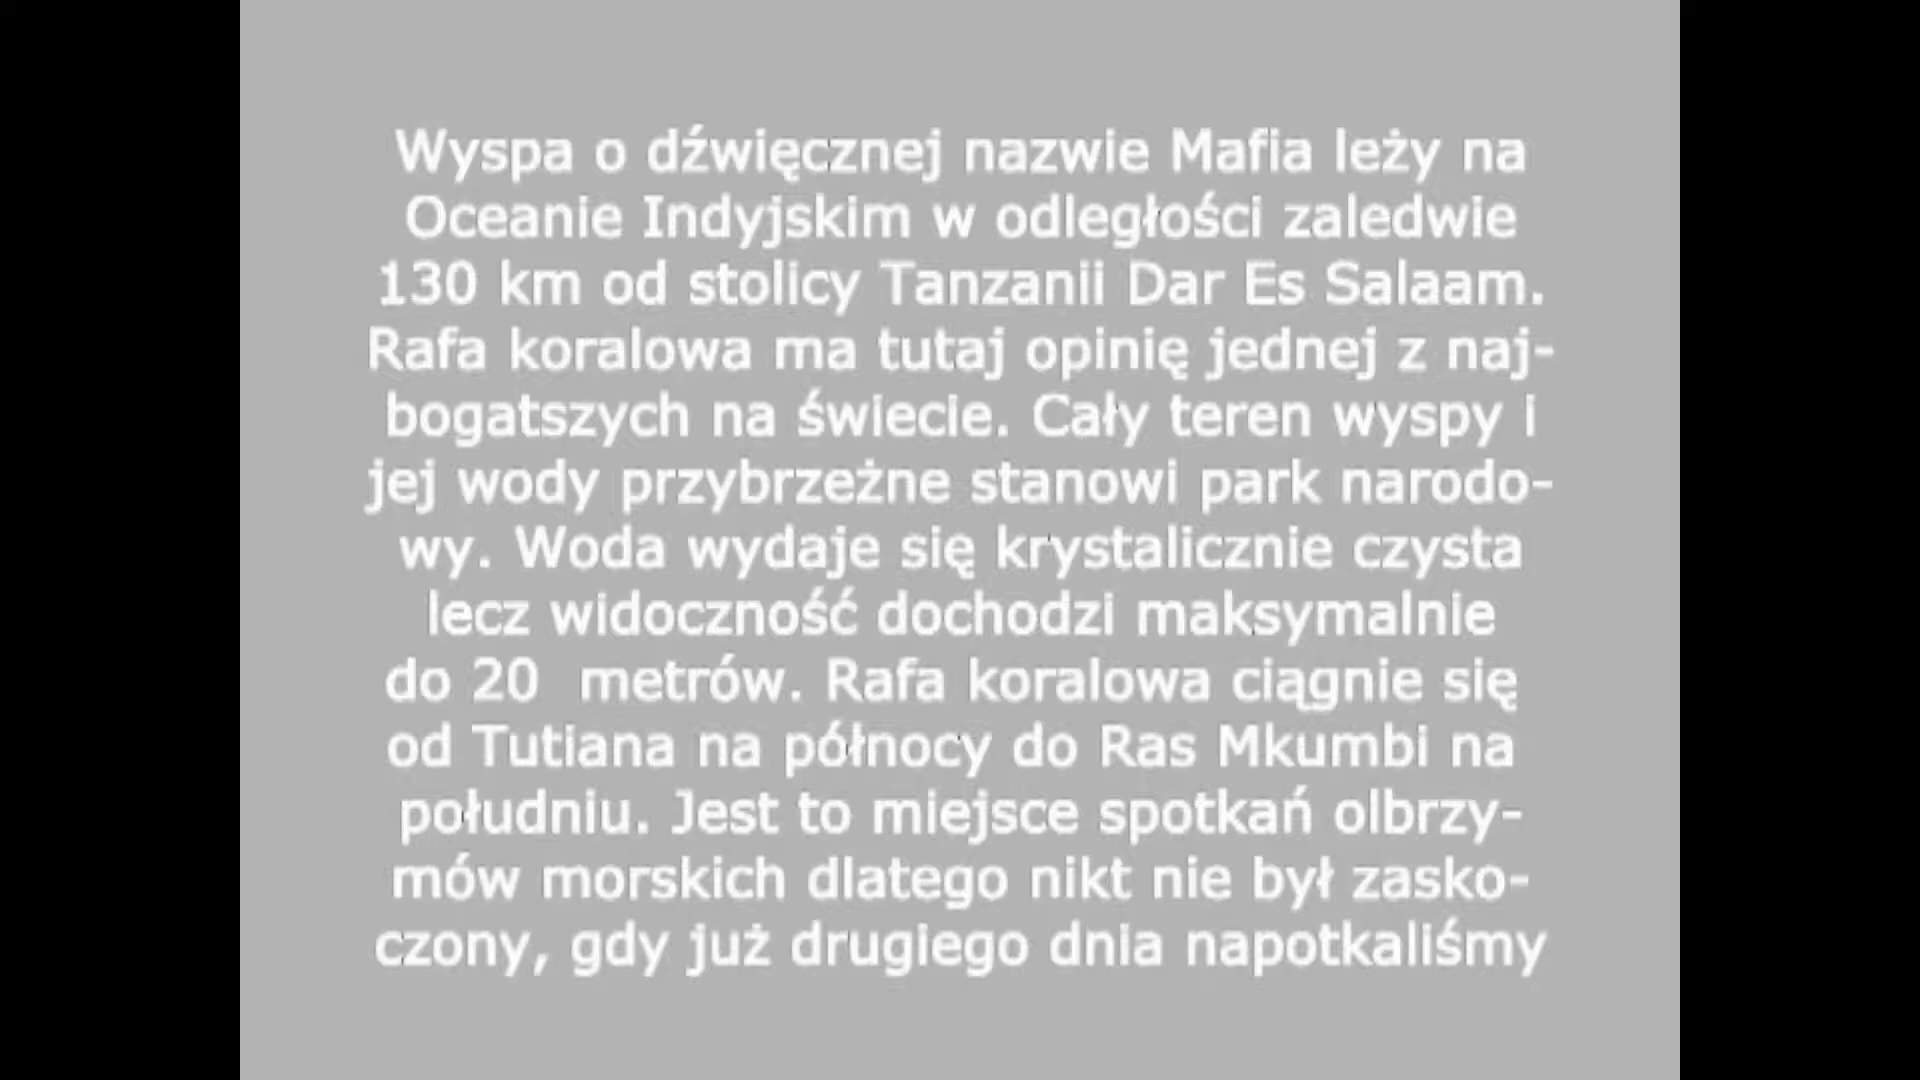 Wyspa o dźwięcznej nazwie Mafia leży na
Oceanie Indyjskim w odległości zaledwie
130 km od stolicy Tanzanii Dar Es Salaam.
Rafa koralowa ma tutaj opinię jednej z naj-
bogatszych na świecie. Cały teren wyspy i
jej wody przybrzeżne stanowi park narodo-
wy. Woda wydaje się krystalicznie czysta
lecz widoczność dochodzi maksymalnie
do 20  metrów. Rafa koralowa ciągnie się
od Tutiana na północy do Ras Mkumbi na
południu. Jest to miejsce spotkań olbrzy-
mów morskich dlatego nikt nie był zasko-
czony, gdy już drugiego dnia napotkaliśmy